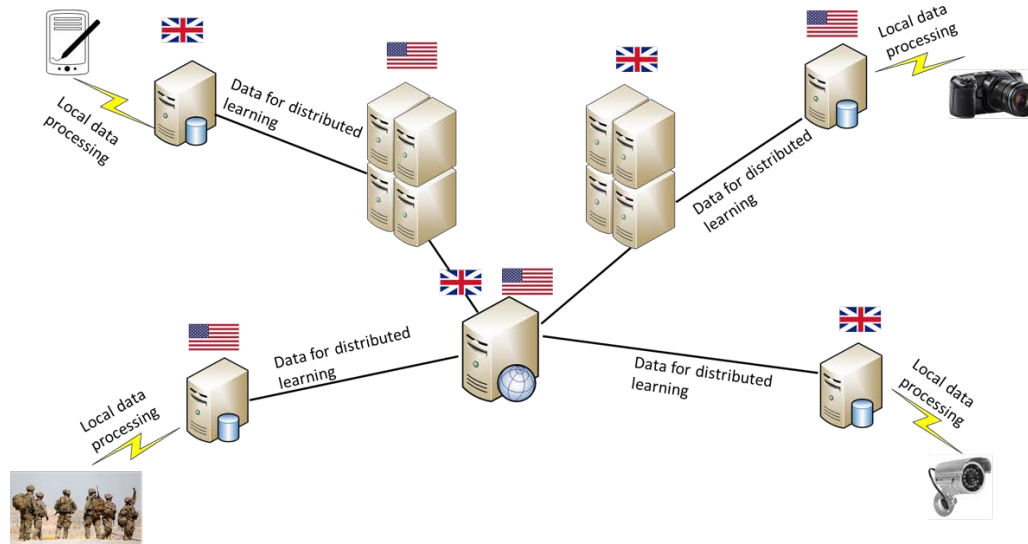 Local data
processing
Data for distributed
learning
Data for distributed
learning
Local data
processing
Data for distributed
learning
Local data
processing
Data for distributed
learning
Local data
processing